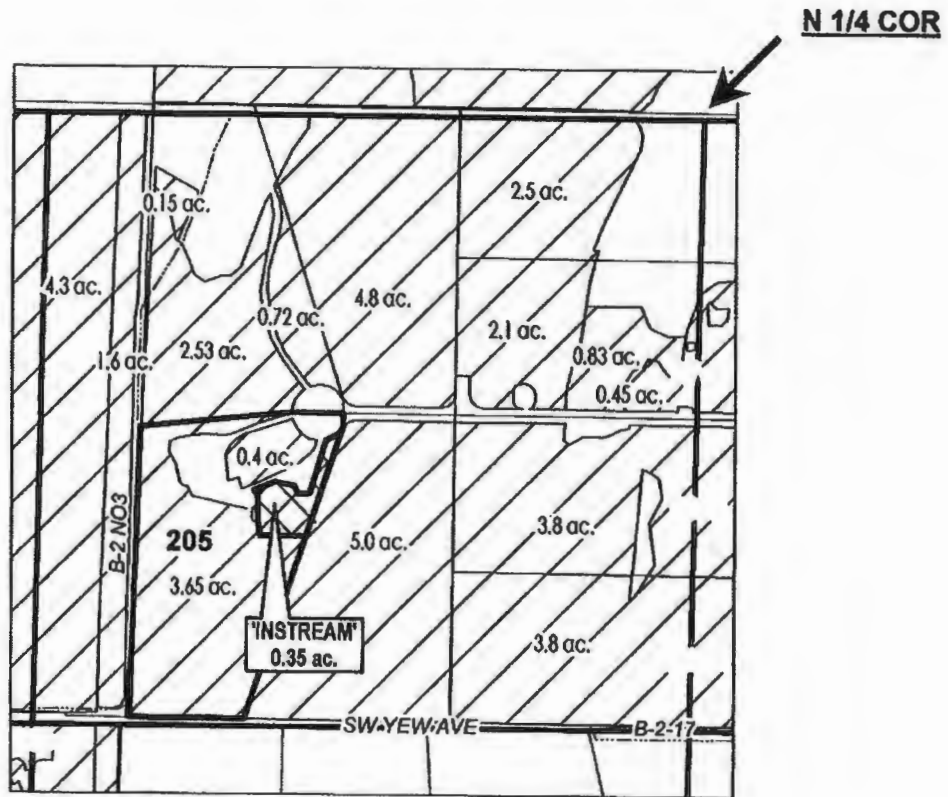 N 1/4 COR
2.5 ac.
0.15 ac.
4.3 ac.
4.8 ac.
0.72 ac.
2.1 ac.
1.6 ac.
2.53 ac.
0.83 ac.
0.45 ac.
0.4 ac.
B-2 NO3
205
5.0 ac.
3.8 ac.
3.65 ac.
'INSTREAM'
0.35 ac.
3.8 ac.
SW YEW AVE
B-2-17